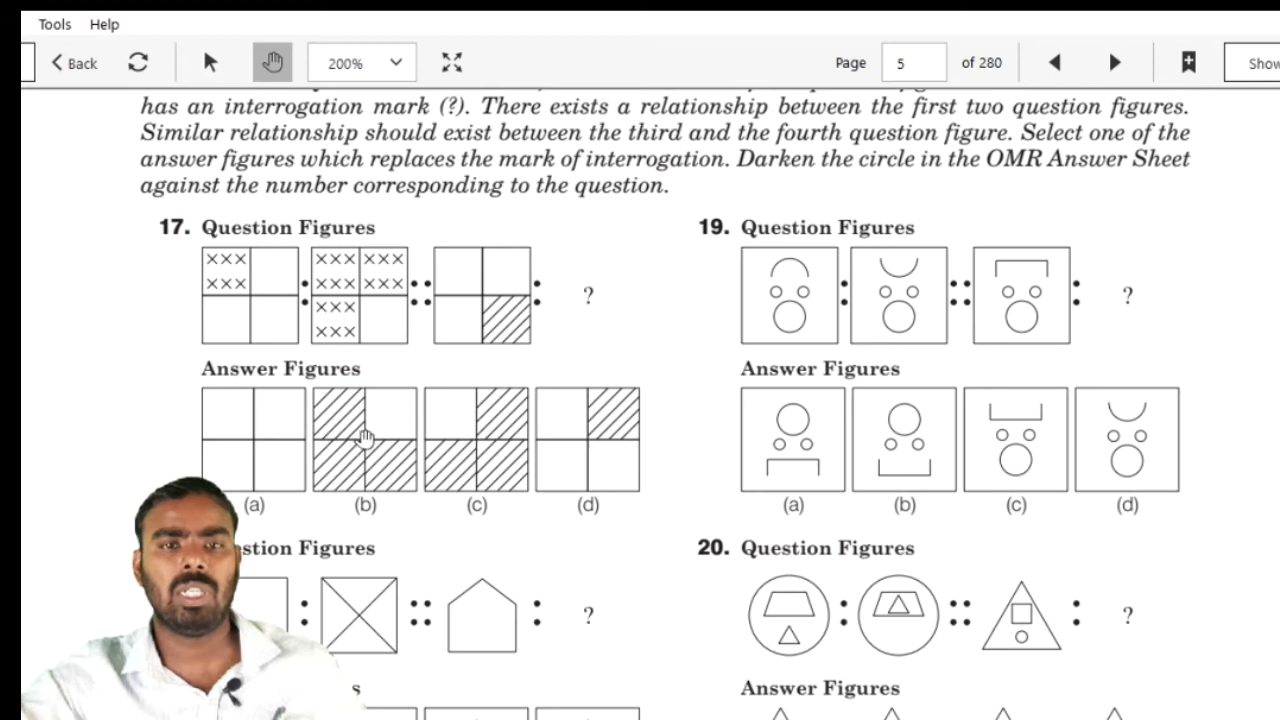 Tools Help
Back
200%
Page 5 of 280
Show
has an interrogation mark (?). There exists a relationship between the first two question figures.
Similar relationship should exist between the third and the fourth question figure. Select one of the
answer figures which replaces the mark of interrogation. Darken the circle in the OMR Answer Sheet
against the number corresponding to the question.
17. Question Figures
?
Answer Figures
(a) (b) (c) (d)
stion Figures
?
s
19. Question Figures
?
Answer Figures
(a) (b) (c) (d)
20. Question Figures
?
Answer Figures